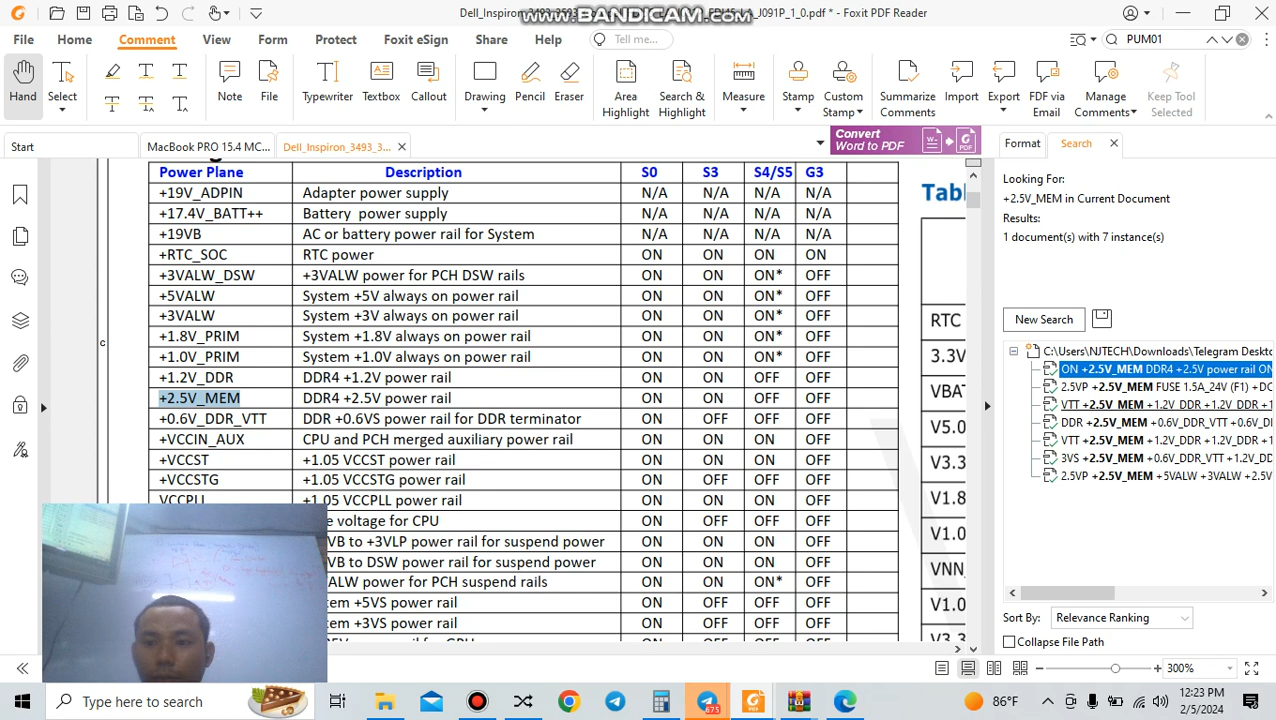 Dell_Inspiron_3493_3593_
J091P_1_0.pdf * - Foxit PDF Reader
www.BANDICAM.com
File Home Comment View Form Protect Foxit eSign Share Help Tell me... PUM01
Hand Select Note File Typewriter Textbox Callout Drawing Pencil Eraser Area Highlight Search & Highlight Measure Stamp Custom Stamp Summarize Comments Import Export FDF via Email Manage Comments Keep Tool Selected
Start MacBook PRO 15.4 MC... Dell_Inspiron_3493_3... Convert Word to PDF Format Search
Power Plane Description S0 S3 S4/S5 G3
+19V_ADPIN Adapter power supply N/A N/A N/A N/A
+17.4V_BATT++ Battery power supply N/A N/A N/A N/A
+19VB AC or battery power rail for System N/A N/A N/A N/A
+RTC_SOC RTC power ON ON ON ON
+3VALW_DSW +3VALW power for PCH DSW rails ON ON ON* OFF
+5VALW System +5V always on power rail ON ON ON* OFF
+3VALW System +3V always on power rail ON ON ON* OFF
+1.8V_PRIM System +1.8V always on power rail ON ON ON* OFF
+1.0V_PRIM System +1.0V always on power rail ON ON ON* OFF
+1.2V_DDR DDR4 +1.2V power rail ON ON OFF OFF
+2.5V_MEM DDR4 +2.5V power rail ON ON OFF OFF
+0.6V_DDR_VTT DDR +0.6VS power rail for DDR terminator ON OFF OFF OFF
+VCCIN_AUX CPU and PCH merged auxiliary power rail ON ON ON OFF
+VCCST +1.05 VCCST power rail ON ON OFF OFF
+VCCSTG +1.05 VCCSTG power rail ON OFF OFF OFF
VCCPLL +1.05 VCCPLL power rail ON ON OFF OFF
e voltage for CPU ON OFF OFF OFF
VB to +3VLP power rail for suspend power ON ON ON OFF
VB to DSW power rail for suspend power ON ON ON OFF
ALW power for PCH suspend rails ON ON ON* OFF
tem +5VS power rail ON OFF OFF OFF
tem +3VS power rail ON OFF OFF OFF
Tabl
RTC
3.3V
VBA
V5.0
V3.3
V1.8
V1.0
VNN_
V1.0
V3.3
Looking For:
+2.5V_MEM in Current Document
Results:
1 document(s) with 7 instance(s)
New Search
C:\Users\NJTECH\Downloads\Telegram Deskto
ON +2.5V_MEM DDR4 +2.5V power rail ON
2.5VP +2.5V_MEM FUSE 1.5A_24V (F1) +DC
VTT +2.5V_MEM +1.2V_DDR +1.2V_DDR +1
DDR +2.5V_MEM +0.6V_DDR_VTT +0.6V_D
VTT +2.5V_MEM +1.2V_DDR +1.2V_DDR +1
3VS +2.5V_MEM +0.6V_DDR_VTT +1.2V_DD
2.5VP +2.5V_MEM +5VALW +3VALW +2.5V
Sort By: Relevance Ranking
Collapse File Path
300%
Type here to search 675 86°F 12:23 PM
2/5/2024